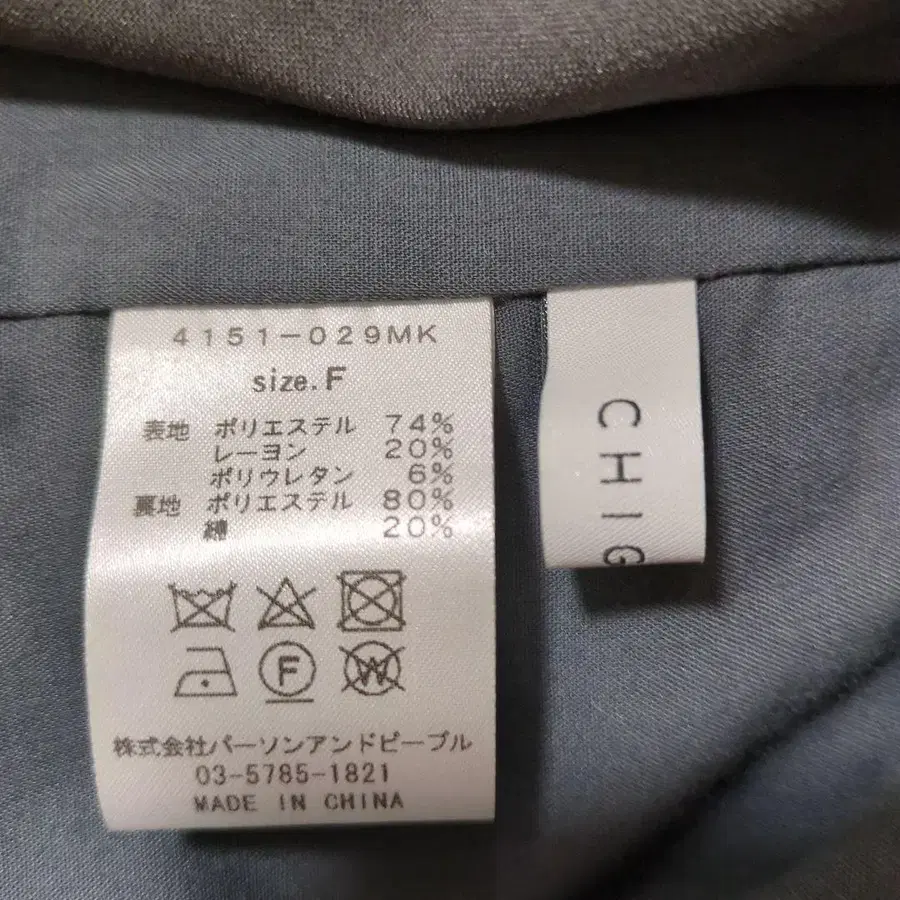 4151-029MK
size.F
表地 ポリエステル 74%
レーヨン 20%
ポリウレタン 6%
裏地 ポリエステル 80%
綿 20%
F W
株式会社パーソンアンドピープル
03-5785-1821
MADE IN CHINA
CHIG